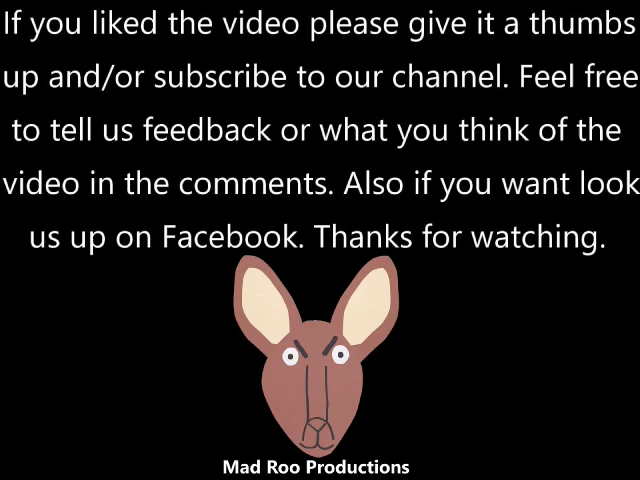 If you liked the video please give it a thumbs
up and/or subscribe to our channel. Feel free
to tell us feedback or what you think of the
video in the comments. Also if you want look
us up on Facebook. Thanks for watching.
Mad Roo Productions